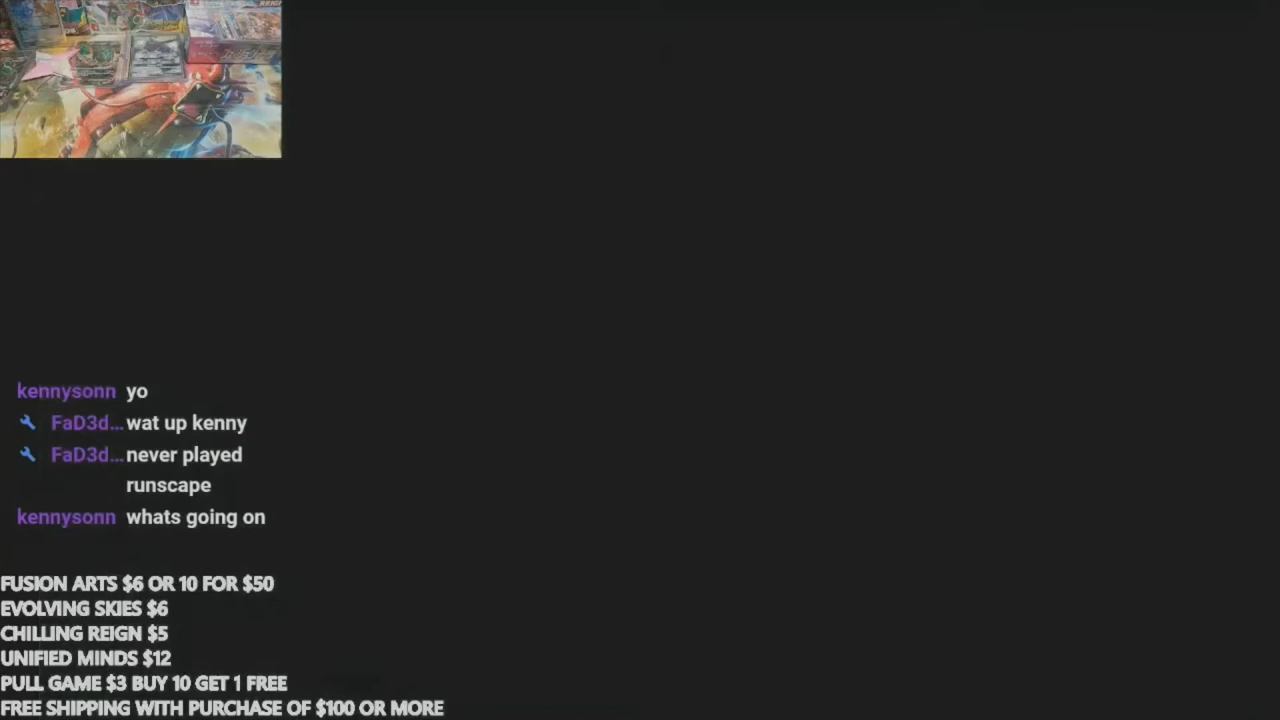 kennysonn yo
FaD3d... wat up kenny
FaD3d... never played
runscape
kennysonn whats going on
FUSION ARTS $6 OR 10 FOR $50
EVOLVING SKIES $6
CHILLING REIGN $5
UNIFIED MINDS $12
PULL GAME $3 BUY 10 GET 1 FREE
FREE SHIPPING WITH PURCHASE OF $100 OR MORE